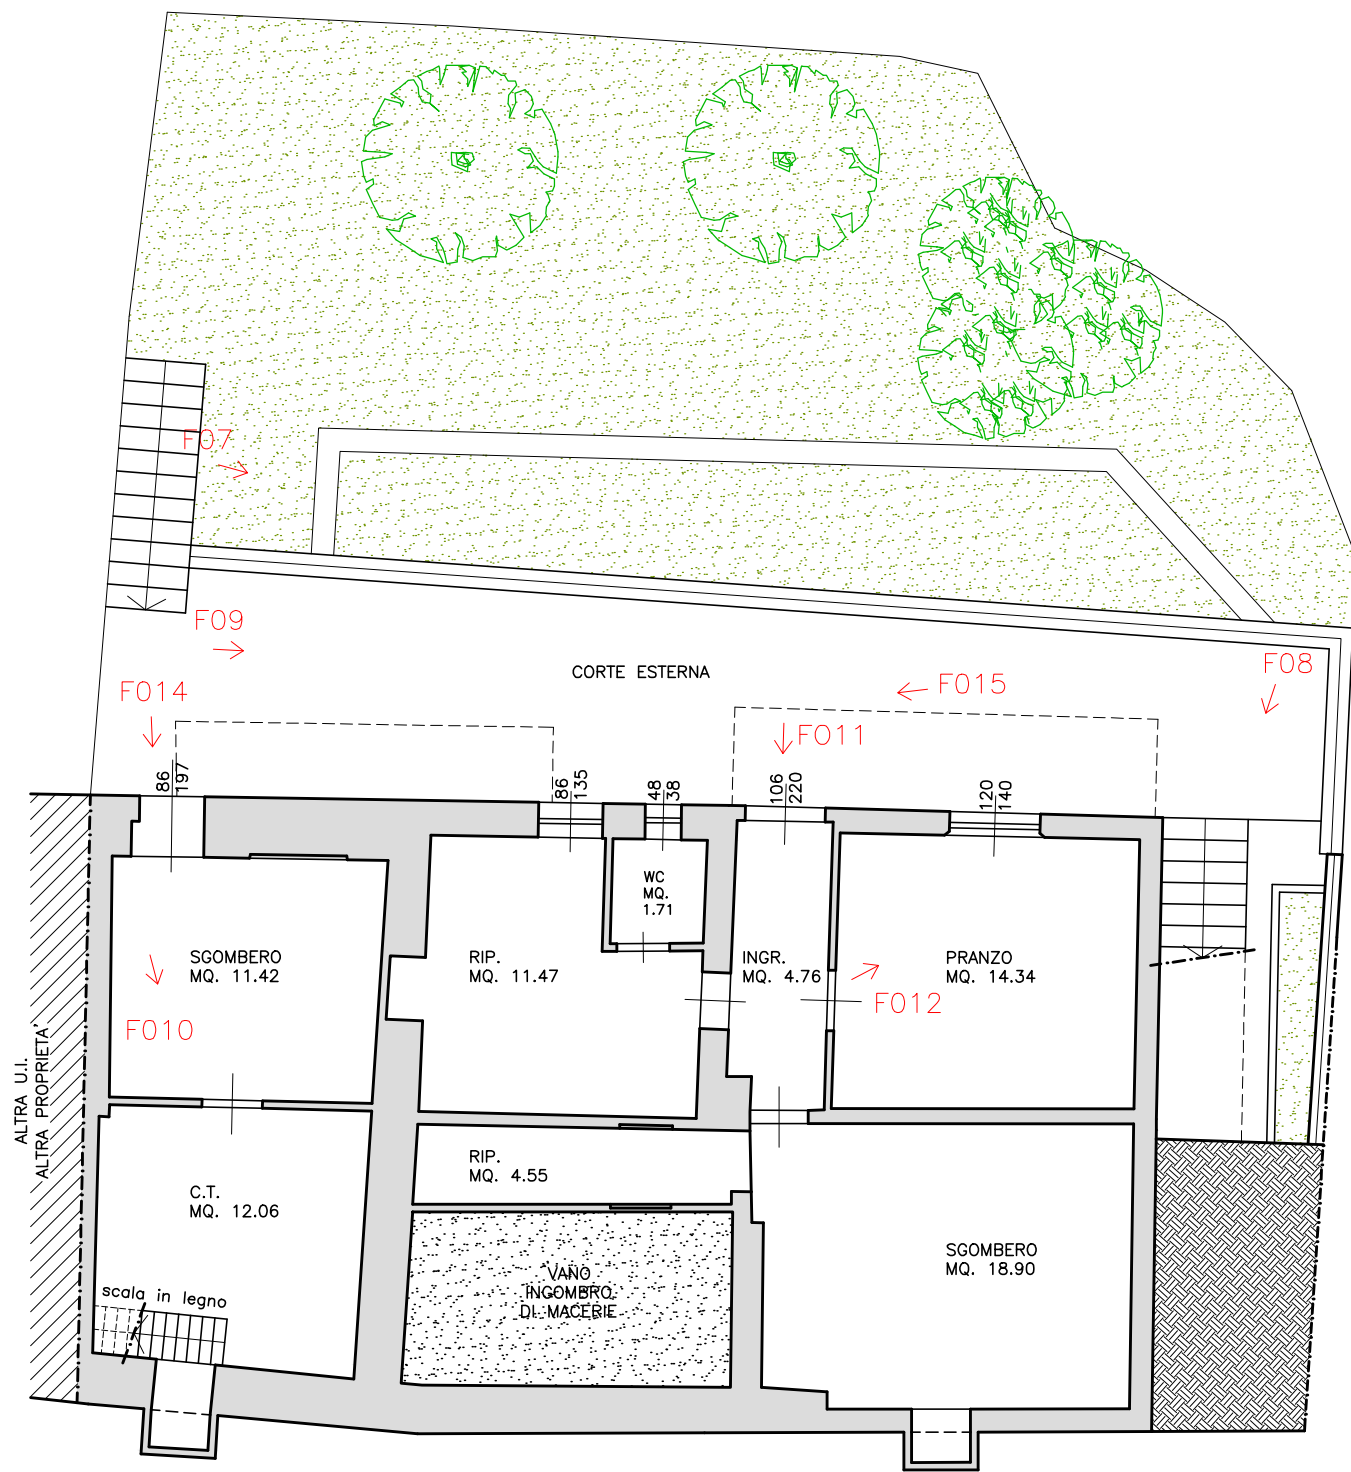 F07
F09
F08
CORTE ESTERNA
F014
F015
F011
86
197
86
135
48
38
106
220
120
140
WC
MQ.
1.71
SGOMBERO
MQ. 11.42
RIP.
MQ. 11.47
INGR.
MQ. 4.76
PRANZO
MQ. 14.34
F012
F010
ALTRA U.I.
ALTRA PROPRIETA'
RIP.
MQ. 4.55
C.T.
MQ. 12.06
SGOMBERO
MQ. 18.90
VANO
INGOMBRO
DI MACERIE
scala in legno